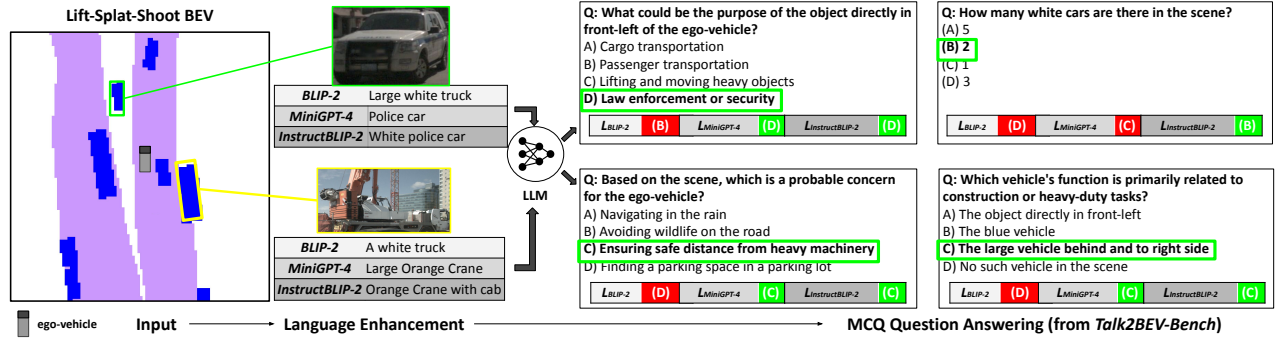 Lift-Splat-Shoot BEV
BLIP-2 Large white truck
MiniGPT-4 Police car
InstructBLIP-2 White police car
BLIP-2 A white truck
MiniGPT-4 Large Orange Crane
InstructBLIP-2 Orange Crane with cab
LLM
Q: What could be the purpose of the object directly in
front-left of the ego-vehicle?
A) Cargo transportation
B) Passenger transportation
C) Lifting and moving heavy objects
D) Law enforcement or security
LBLIP-2 (B) LMiniGPT-4 (D) LInstructBLIP-2 (D)
Q: How many white cars are there in the scene?
(A) 5
(B) 2
(C) 1
(D) 3
LBLIP-2 (D) LMiniGPT-4 (C) LInstructBLIP-2 (B)
Q: Based on the scene, which is a probable concern
for the ego-vehicle?
A) Navigating in the rain
B) Avoiding wildlife on the road
C) Ensuring safe distance from heavy machinery
D) Finding a parking space in a parking lot
LBLIP-2 (D) LMiniGPT-4 (C) LInstructBLIP-2 (C)
Q: Which vehicle's function is primarily related to
construction or heavy-duty tasks?
A) The object directly in front-left
B) The blue vehicle
C) The large vehicle behind and to right side
D) No such vehicle in the scene
LBLIP-2 (D) LMiniGPT-4 (C) LInstructBLIP-2 (C)
ego-vehicle
Input
Language Enhancement
MCQ Question Answering (from Talk2BEV-Bench)